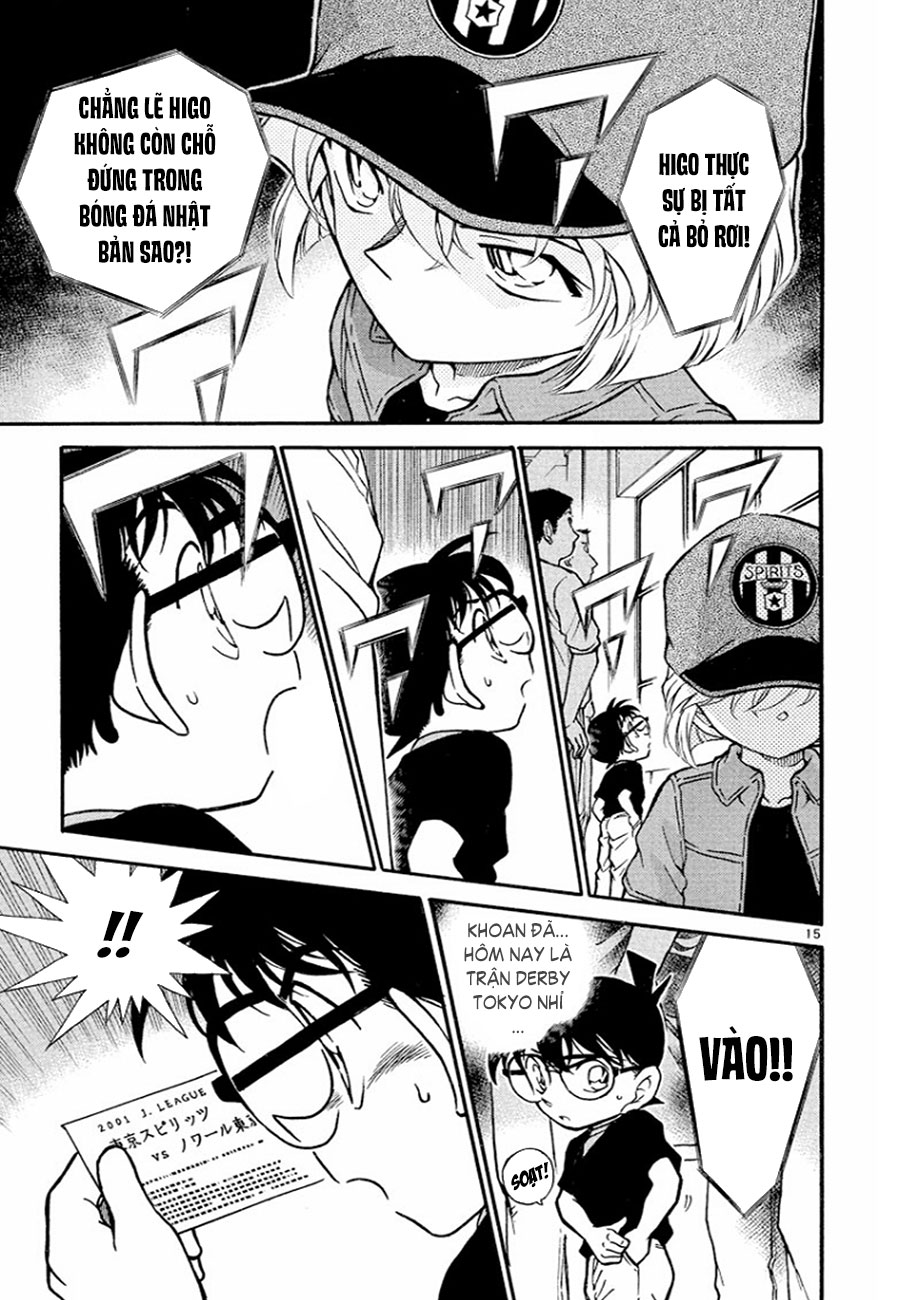 HIGO THỰC
SỰ BỊ TẤT
CẢ BỎ RƠI!
CHẲNG LẼ HIGO
KHÔNG CÒN CHỖ
ĐỨNG TRONG
BÓNG ĐÁ NHẬT
BẢN SAO?!
SPIRITS
15
VÀO!!
KHOAN ĐÃ...
HÔM NAY LÀ
TRẬN DERBY
TOKYO NHỈ
...
SOẠT!
!!
2001 J. LEAGUE
東京スピリッツ
VS ノワール東京